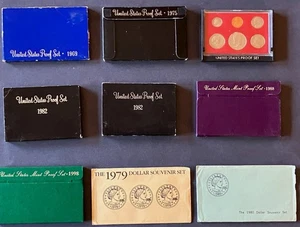 United States Proof Set
1969
United States Proof Set · 1975
UNITED STATES PROOF SET
United States Proof Set
1982
United States Proof Set
1982
United States Mint Proof Set · 1989
United States Mint Proof Set · 1998
THE 1979 DOLLAR SOUVENIR SET
The 1981 Dollar Souvenir Set